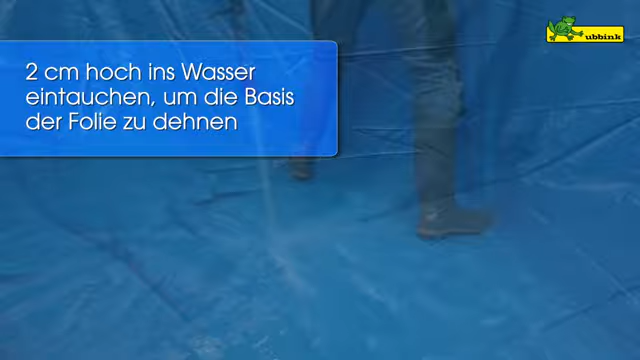 ubbink
2 cm hoch ins Wasser
eintauchen, um die Basis
der Folie zu dehnen